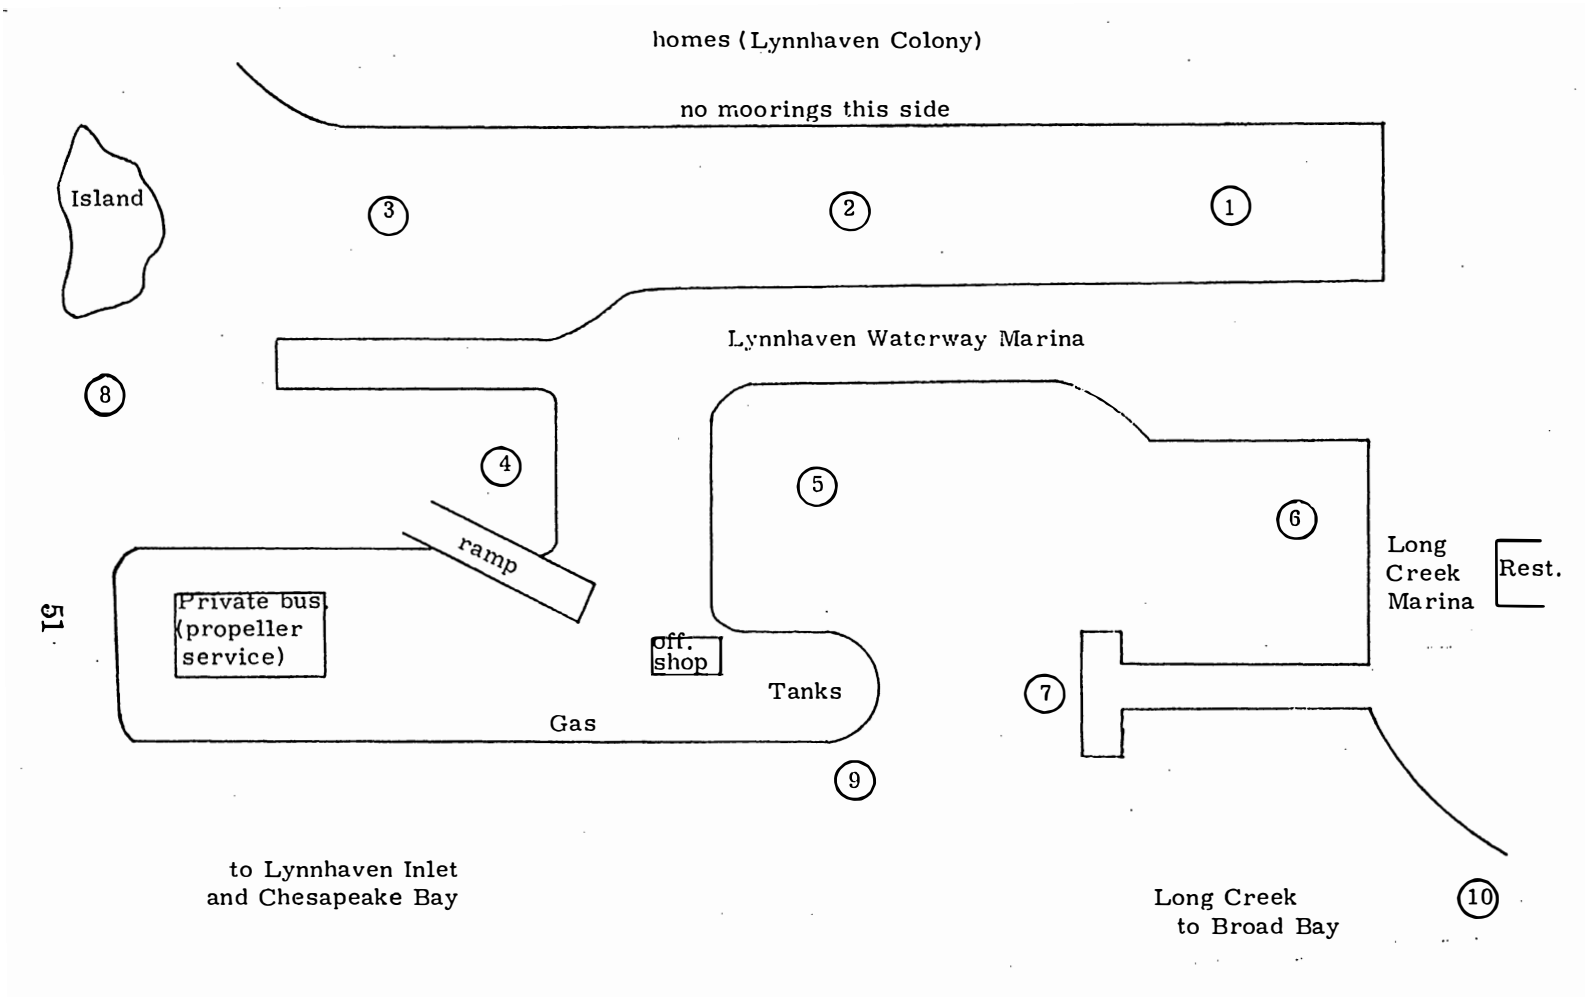 homes (Lynnhaven Colony)
no moorings this side
Island
3
2
1
Lynnhaven Waterway Marina
8
4
5
6
ramp
Long
Creek
Marina
Rest.
Private bus.
(propeller
service)
off.
shop
Tanks
7
Gas
9
51
to Lynnhaven Inlet
and Chesapeake Bay
Long Creek
to Broad Bay
10